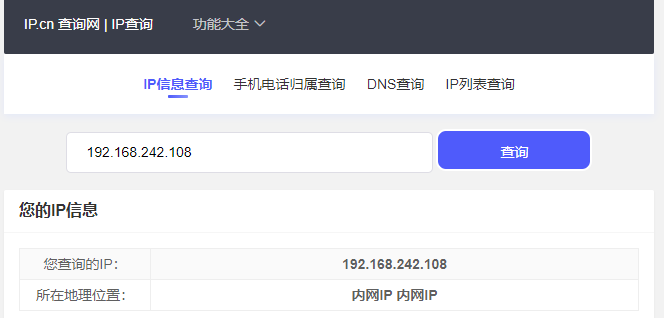 IP.cn 查询网 | IP查询 功能大全
IP信息查询 手机电话归属查询 DNS查询 IP列表查询
192.168.242.108 查询
您的IP信息
您查询的IP： 192.168.242.108
所在地理位置： 内网IP 内网IP